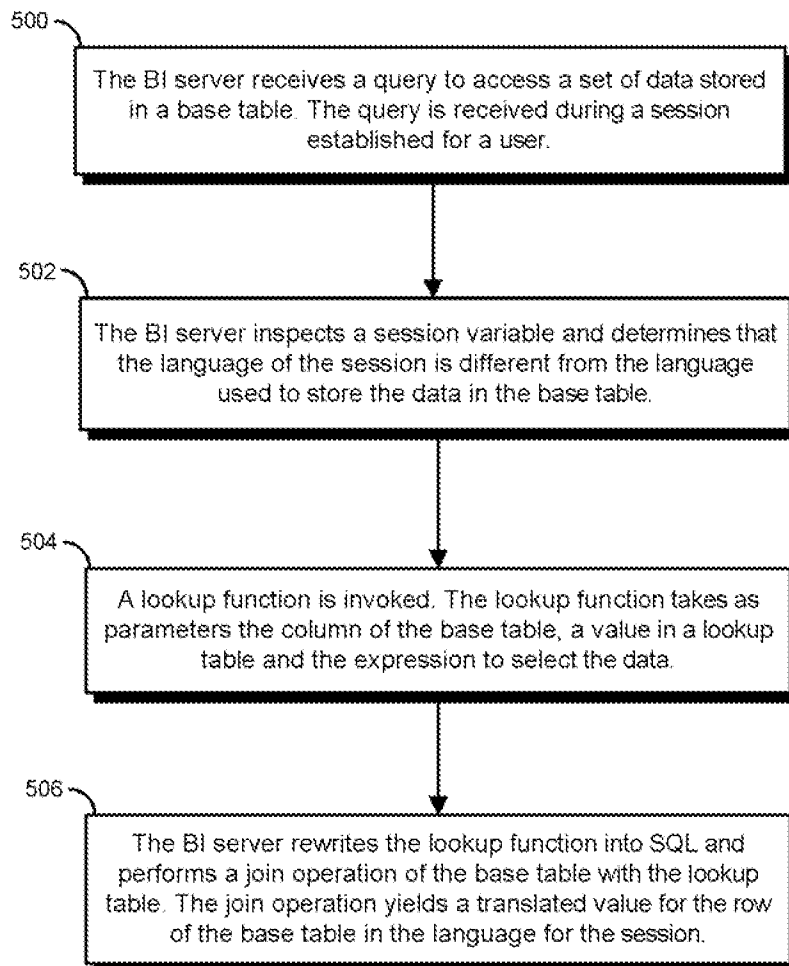 500
The BI server receives a query to access a set of data stored
in a base table. The query is received during a session
established for a user.
502
The BI server inspects a session variable and determines that
the language of the session is different from the language
used to store the data in the base table.
504
A lookup function is invoked. The lookup function takes as
parameters the column of the base table, a value in a lookup
table and the expression to select the data.
506
The BI server rewrites the lookup function into SQL and
performs a join operation of the base table with the lookup
table. The join operation yields a translated value for the row
of the base table in the language for the session.